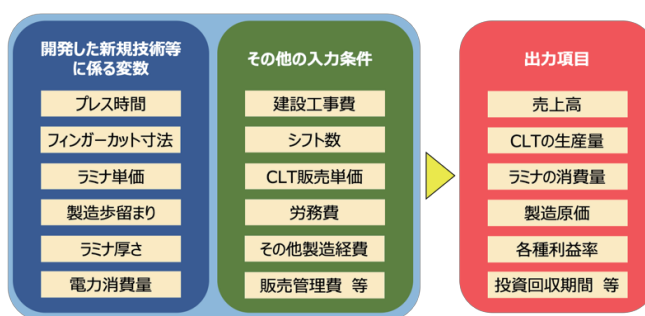 開発した新規技術等
に係る変数
プレス時間
フィンガーカット寸法
ラミナ単価
製造歩留まり
ラミナ厚さ
電力消費量
その他の入力条件
建設工事費
シフト数
CLT販売単価
労務費
その他製造経費
販売管理費 等
出力項目
売上高
CLTの生産量
ラミナの消費量
製造原価
各種利益率
投資回収期間 等